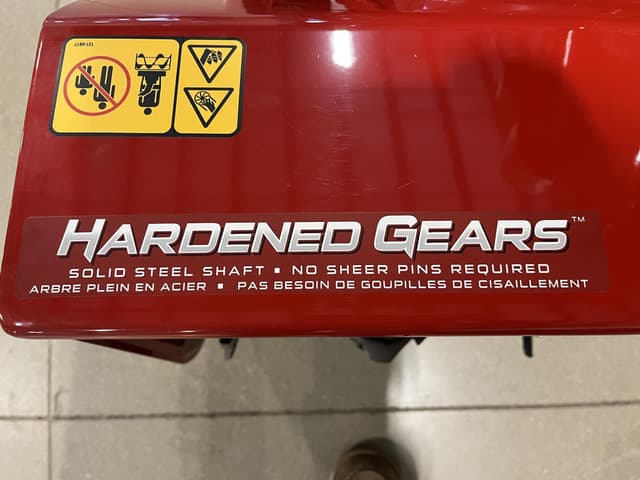 HARDENED GEARS™
SOLID STEEL SHAFT ▪ NO SHEER PINS REQUIRED
ARBRE PLEIN EN ACIER ▪ PAS BESOIN DE GOUPILLES DE CISAILLEMENT